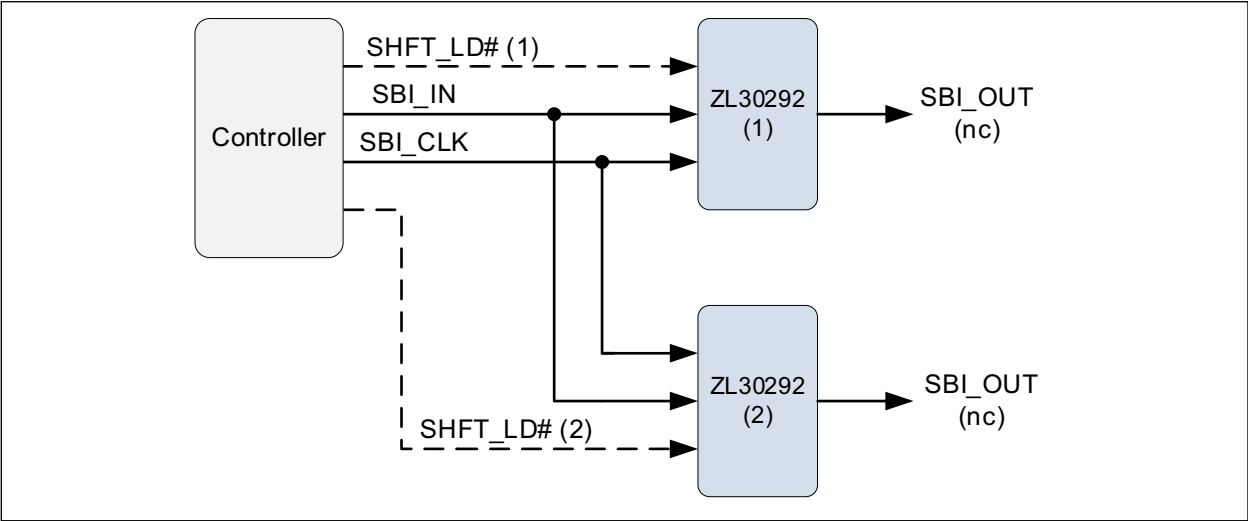 SHFT_LD# (1)
SBI_IN
SBI_CLK
Controller
ZL30292
(1)
SBI_OUT
(nc)
ZL30292
(2)
SBI_OUT
(nc)
SHFT_LD# (2)